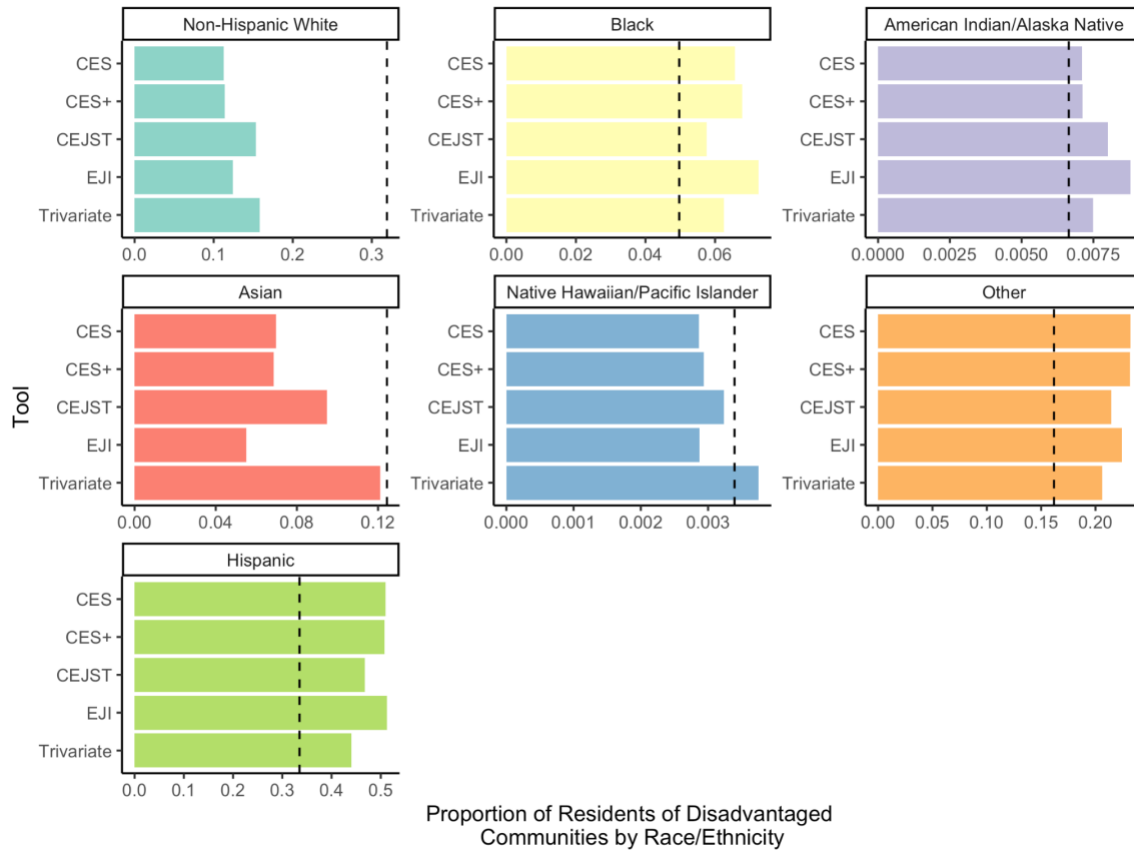 Non-Hispanic White
Black
American Indian/Alaska Native
CES
CES+
CEJST
EJI
Trivariate
0.0 0.1 0.2 0.3
CES
CES+
CEJST
EJI
Trivariate
0.00 0.02 0.04 0.06
CES
CES+
CEJST
EJI
Trivariate
0.0000 0.0025 0.0050 0.0075
Asian
Native Hawaiian/Pacific Islander
Other
Tool
CES
CES+
CEJST
EJI
Trivariate
0.00 0.04 0.08 0.12
CES
CES+
CEJST
EJI
Trivariate
0.000 0.001 0.002 0.003
CES
CES+
CEJST
EJI
Trivariate
0.00 0.05 0.10 0.15 0.20
Hispanic
CES
CES+
CEJST
EJI
Trivariate
0.0 0.1 0.2 0.3 0.4 0.5
Proportion of Residents of Disadvantaged
Communities by Race/Ethnicity